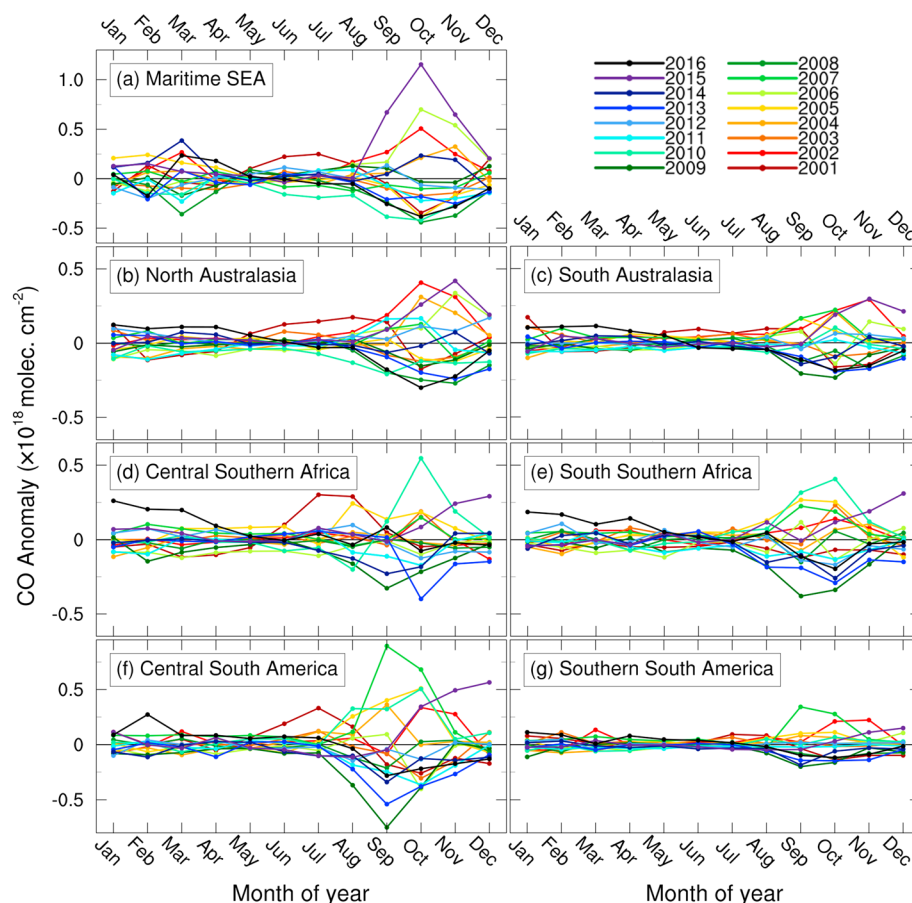 Jan Feb Mar Apr May Jun Jul Aug Sep Oct Nov Dec
(a) Maritime SEA
1.0
0.5
0
-0.5
2016 2008
2015 2007
2014 2006
2013 2005
2012 2004
2011 2003
2010 2002
2009 2001
Jan Feb Mar Apr May Jun Jul Aug Sep Oct Nov Dec
(b) North Australasia
(c) South Australasia
0.5
0
-0.5
(d) Central Southern Africa
(e) South Southern Africa
0.5
0
-0.5
(f) Central South America
(g) Southern South America
0.5
0
-0.5
CO Anomaly (×10¹⁸ molec. cm⁻²)
Jan Feb Mar Apr May Jun Jul Aug Sep Oct Nov Dec
Jan Feb Mar Apr May Jun Jul Aug Sep Oct Nov Dec
Month of year
Month of year